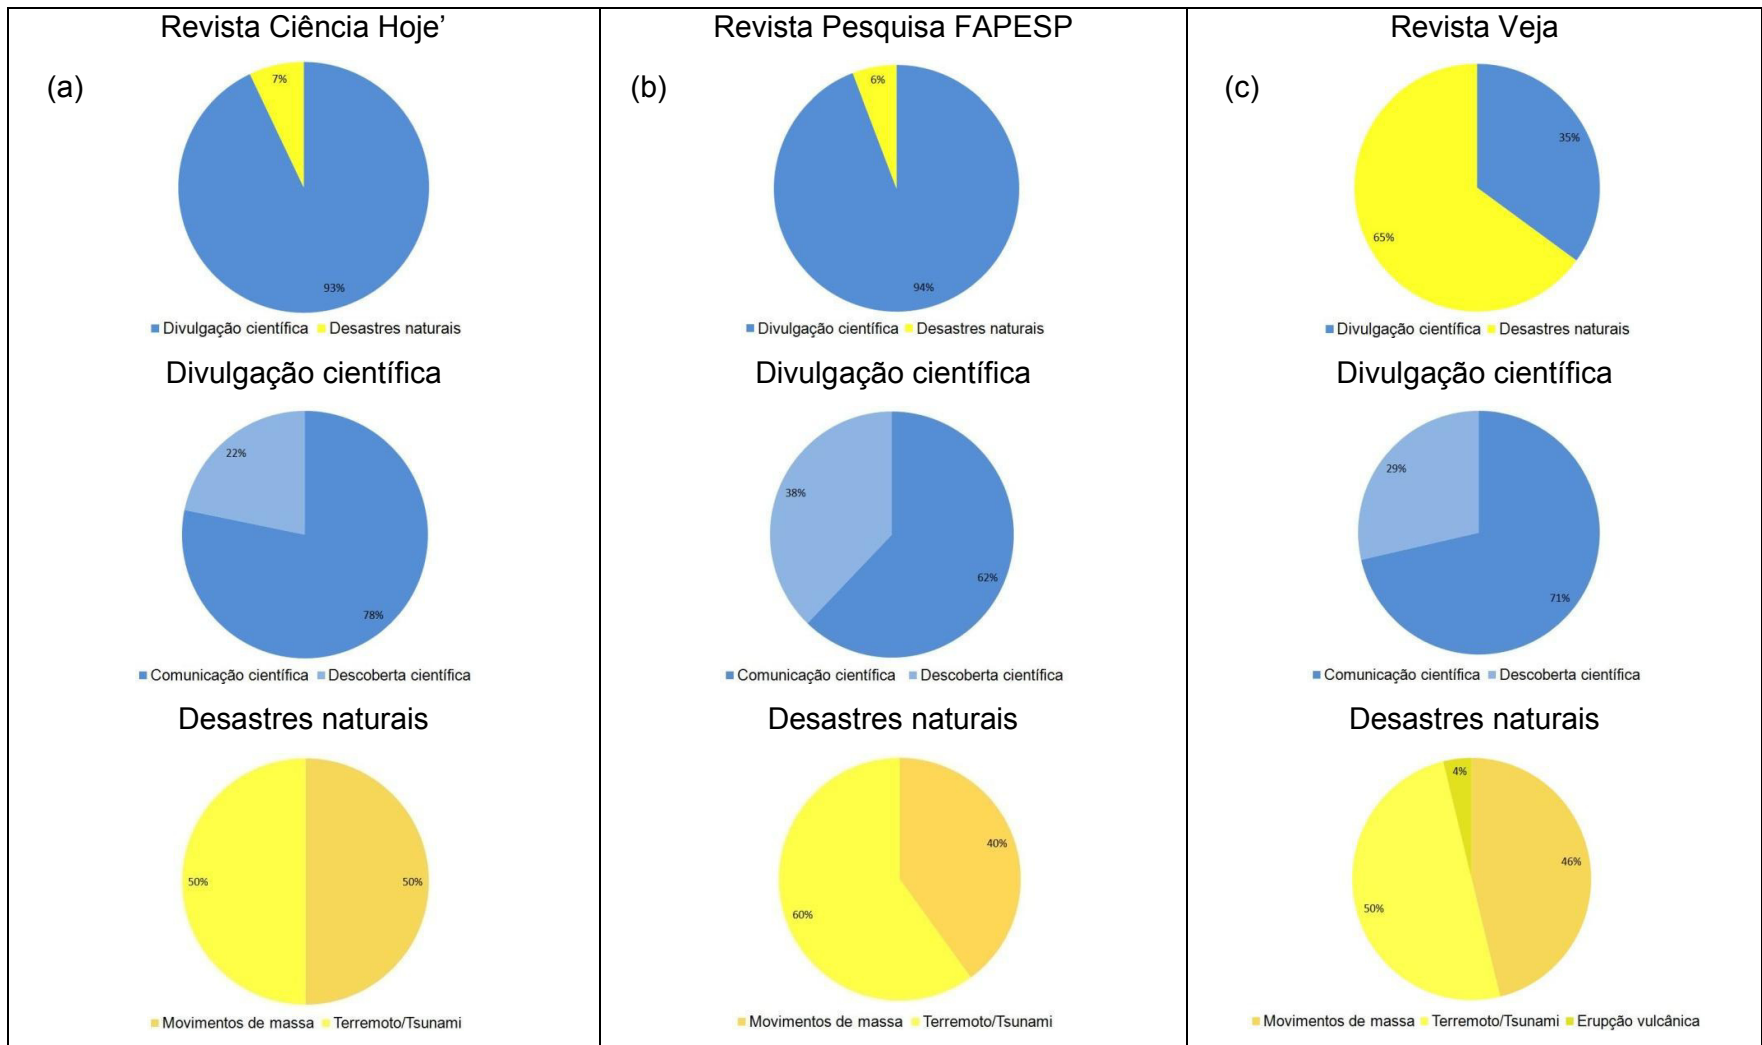 Revista Ciência Hoje’
(a)
7%
93%
Divulgação científica Desastres naturais
Divulgação científica
22%
78%
Comunicação científica Descoberta científica
Desastres naturais
50%
50%
Movimentos de massa Terremoto/Tsunami
Revista Pesquisa FAPESP
(b)
6%
94%
Divulgação científica Desastres naturais
Divulgação científica
38%
62%
Comunicação científica Descoberta científica
Desastres naturais
40%
60%
Movimentos de massa Terremoto/Tsunami
Revista Veja
(c)
35%
65%
Divulgação científica Desastres naturais
Divulgação científica
29%
71%
Comunicação científica Descoberta científica
Desastres naturais
4%
46%
50%
Movimentos de massa Terremoto/Tsunami Erupção vulcânica